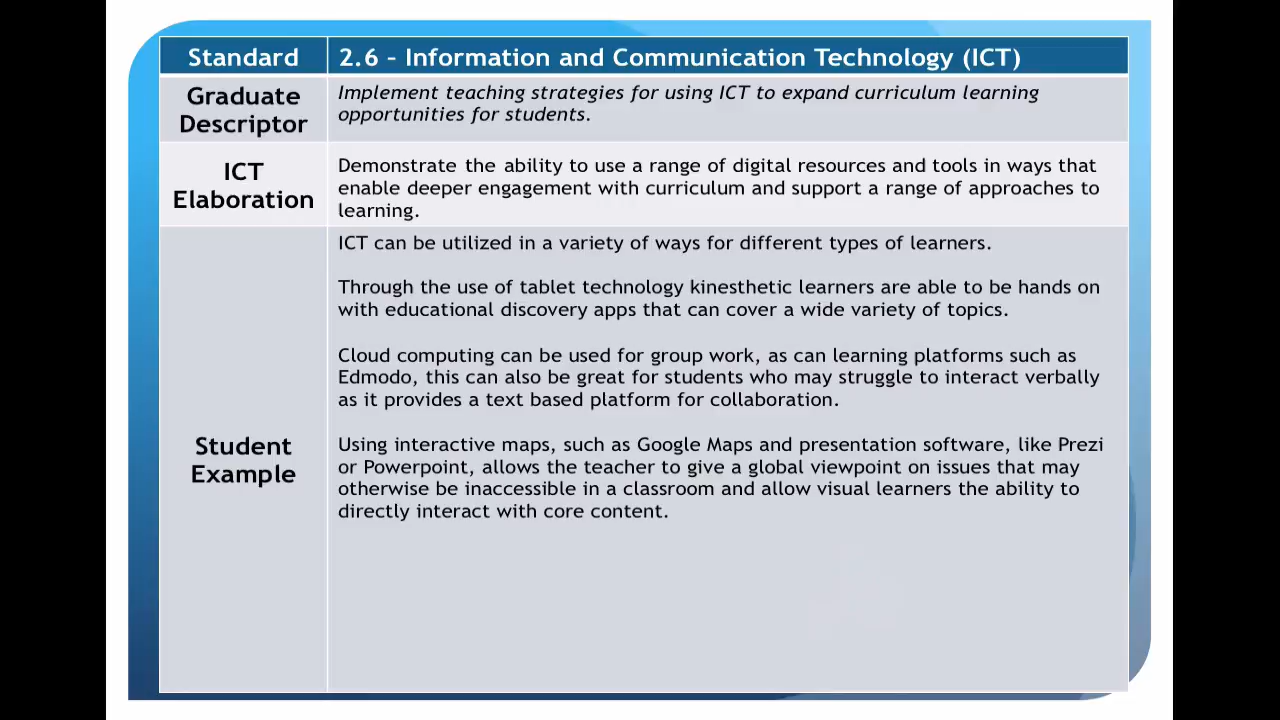 Standard
2.6 – Information and Communication Technology (ICT)
Graduate
Descriptor
Implement teaching strategies for using ICT to expand curriculum learning
opportunities for students.
ICT
Elaboration
Demonstrate the ability to use a range of digital resources and tools in ways that
enable deeper engagement with curriculum and support a range of approaches to
learning.
Student
Example
ICT can be utilized in a variety of ways for different types of learners.
Through the use of tablet technology kinesthetic learners are able to be hands on
with educational discovery apps that can cover a wide variety of topics.
Cloud computing can be used for group work, as can learning platforms such as
Edmodo, this can also be great for students who may struggle to interact verbally
as it provides a text based platform for collaboration.
Using interactive maps, such as Google Maps and presentation software, like Prezi
or Powerpoint, allows the teacher to give a global viewpoint on issues that may
otherwise be inaccessible in a classroom and allow visual learners the ability to
directly interact with core content.